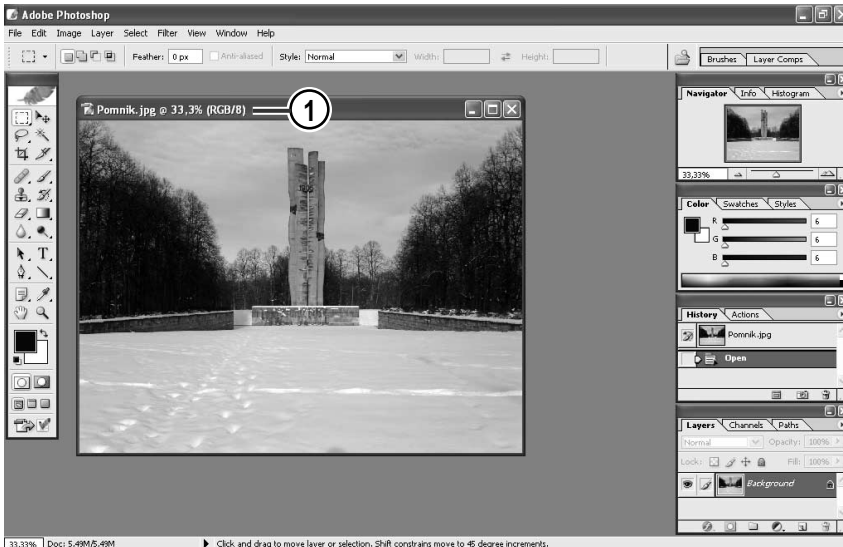 Adobe Photoshop
File Edit Image Layer Select Filter View Window Help
Feather: 0 px Anti-aliased Style: Normal Width: Height: Brushes Layer Comps
Pomnik.jpg @ 33,3% (RGB/8) 1
Navigator Info Histogram
33,33%
Color Swatches Styles
R 6
G 6
B 6
History Actions
Pomnik.jpg
Open
Layers Channels Paths
Normal Opacity: 100%
Lock: Fill: 100%
Background
33,33% Doc: 5,49M/5,49M Click and drag to move layer or selection. Shift constrains move to 45 degree increments.